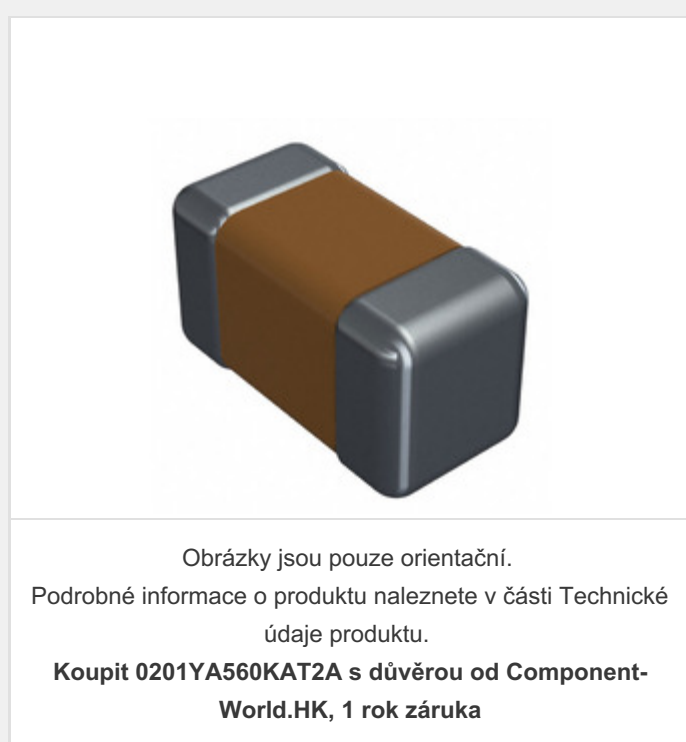 Obrázky jsou pouze orientační.
Podrobné informace o produktu naleznete v části Technické
údaje produktu.
Koupit 0201YA560KAT2A s důvěrou od Component-
World.HK, 1 rok záruka